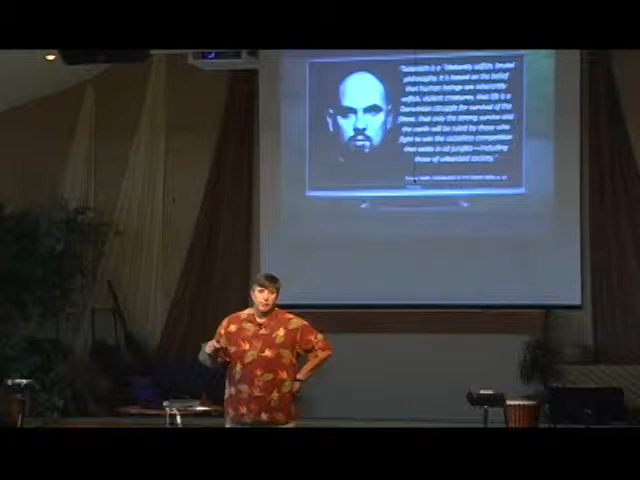 "Satanism is a "blatantly selfish, brutal
philosophy. It is based on the belief
that human beings are inherently
selfish, violent creatures, that life is a
Darwinian struggle for survival of the
fittest, that only the strong survive and
the earth will be ruled by those who
fight to win the ceaseless competition
that exists in all jungles—including
those of urbanized society."